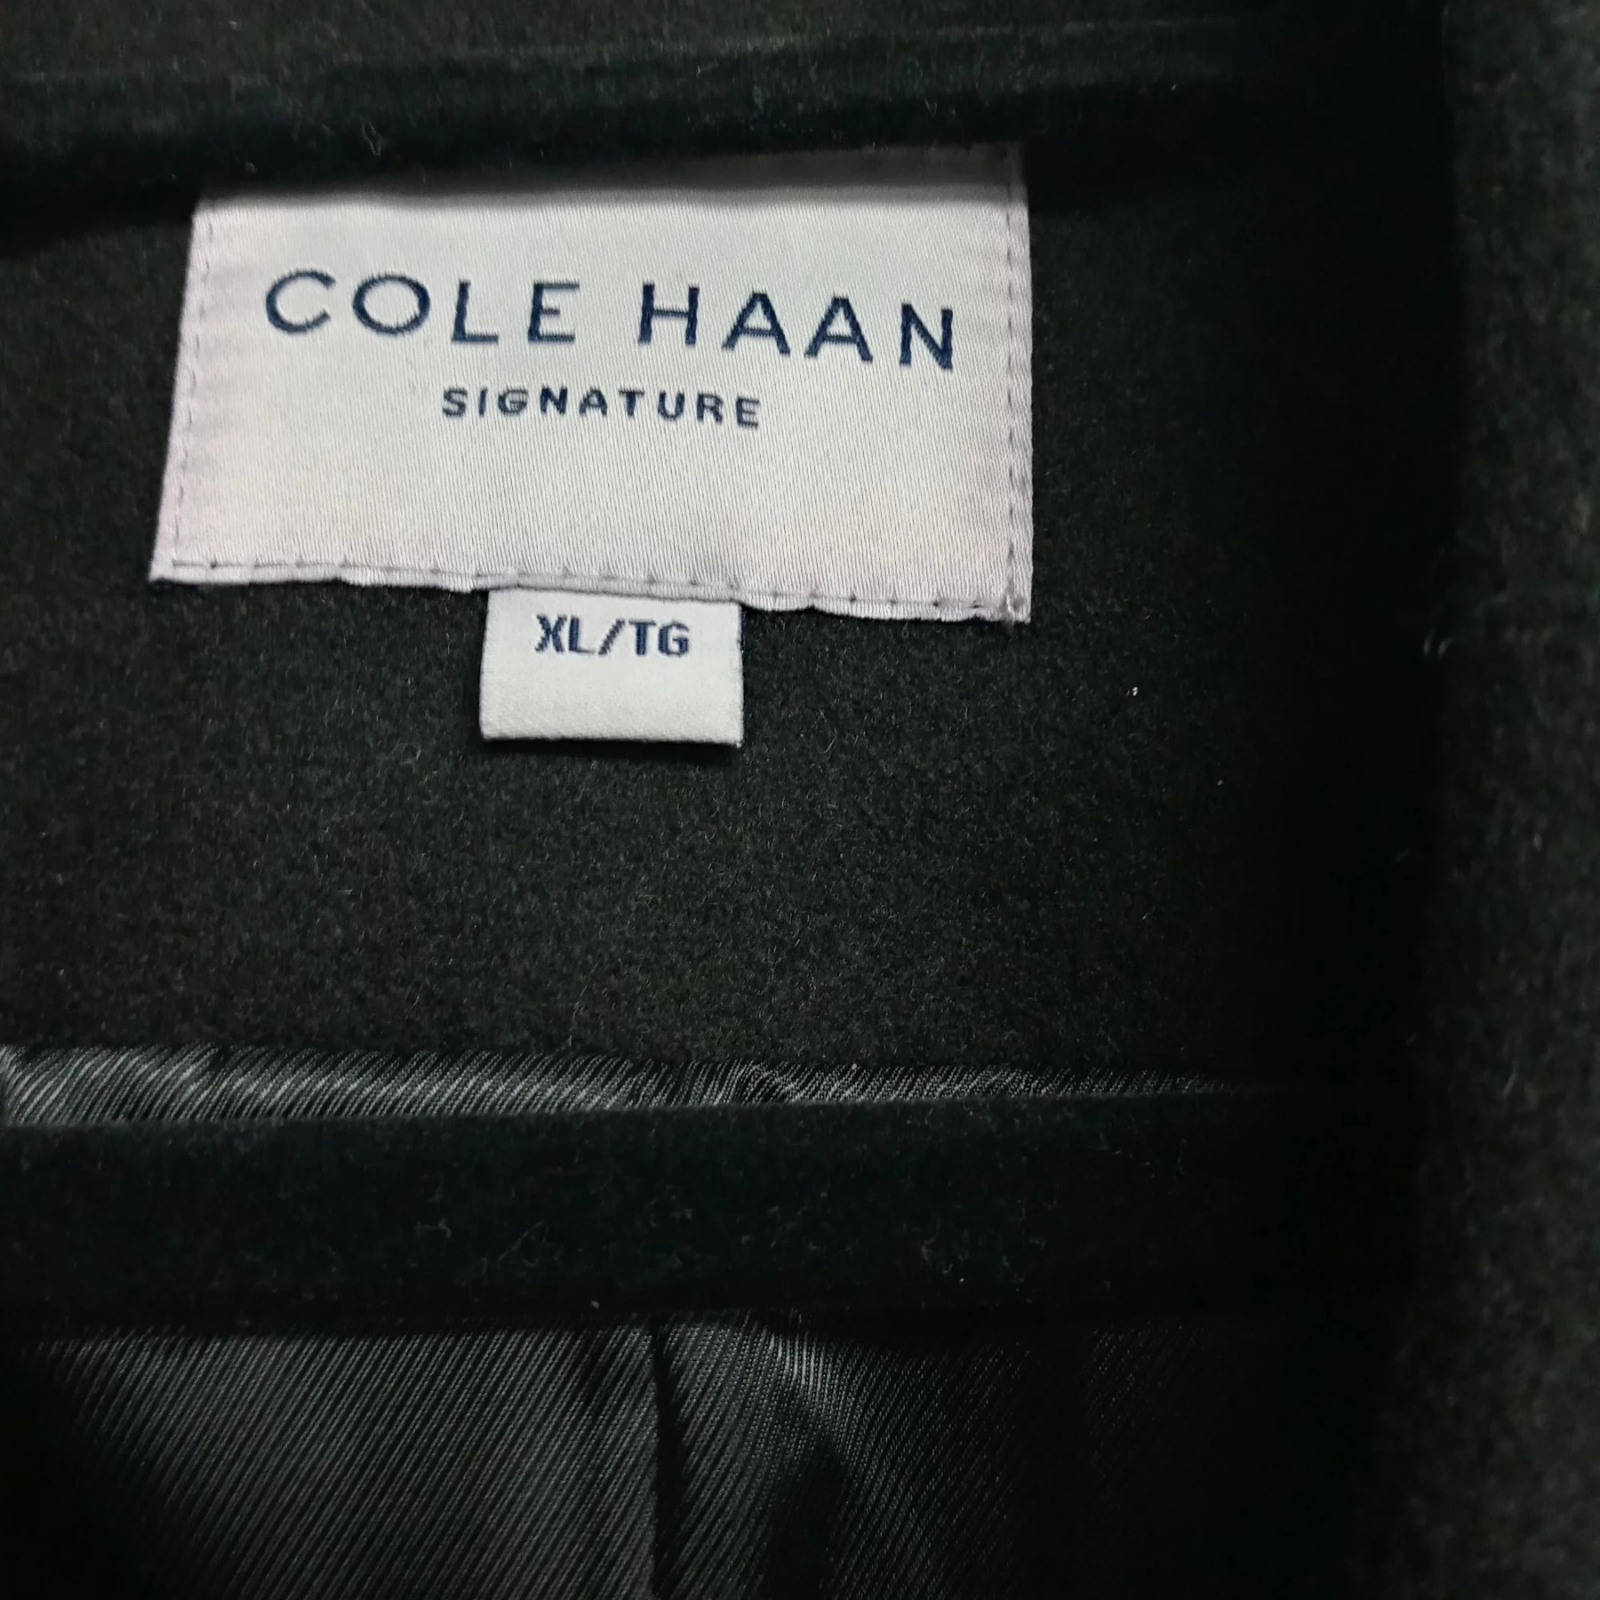 COLE HAAN
SIGNATURE
XL/TG